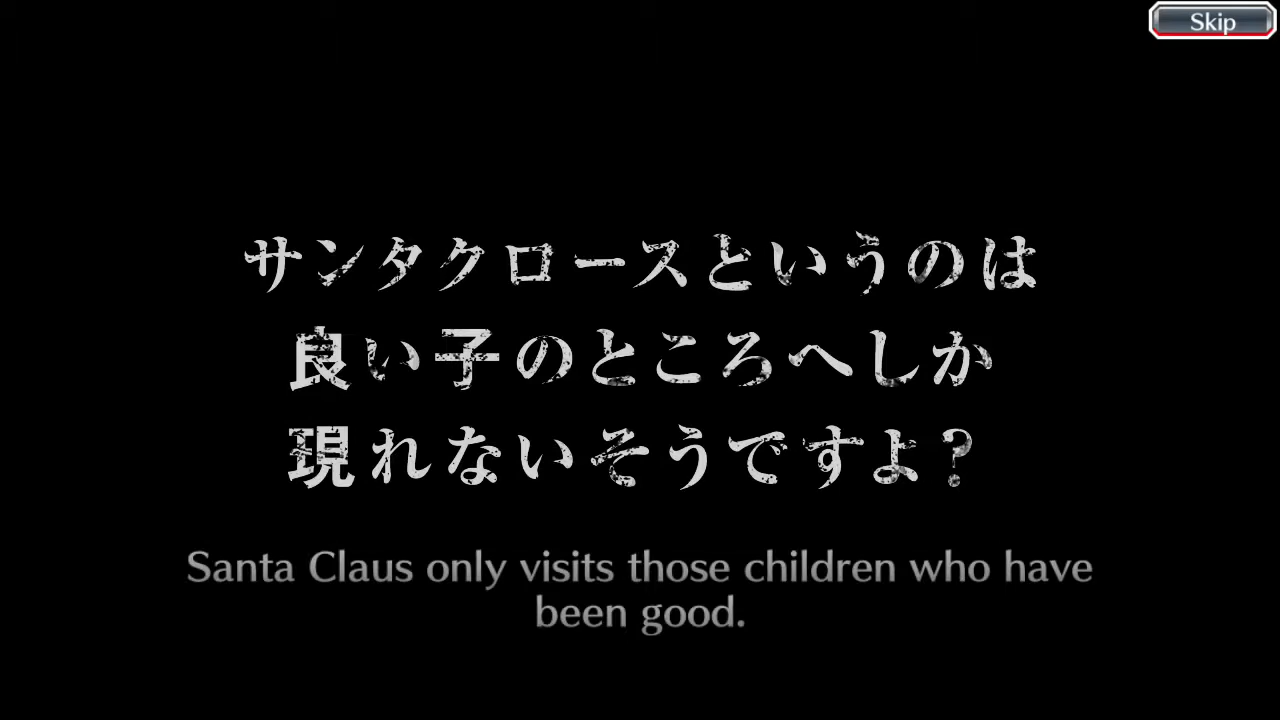 Skip
サンタクロースというのは
良い子のところへしか
現れないそうですよ?
Santa Claus only visits those children who have
been good.